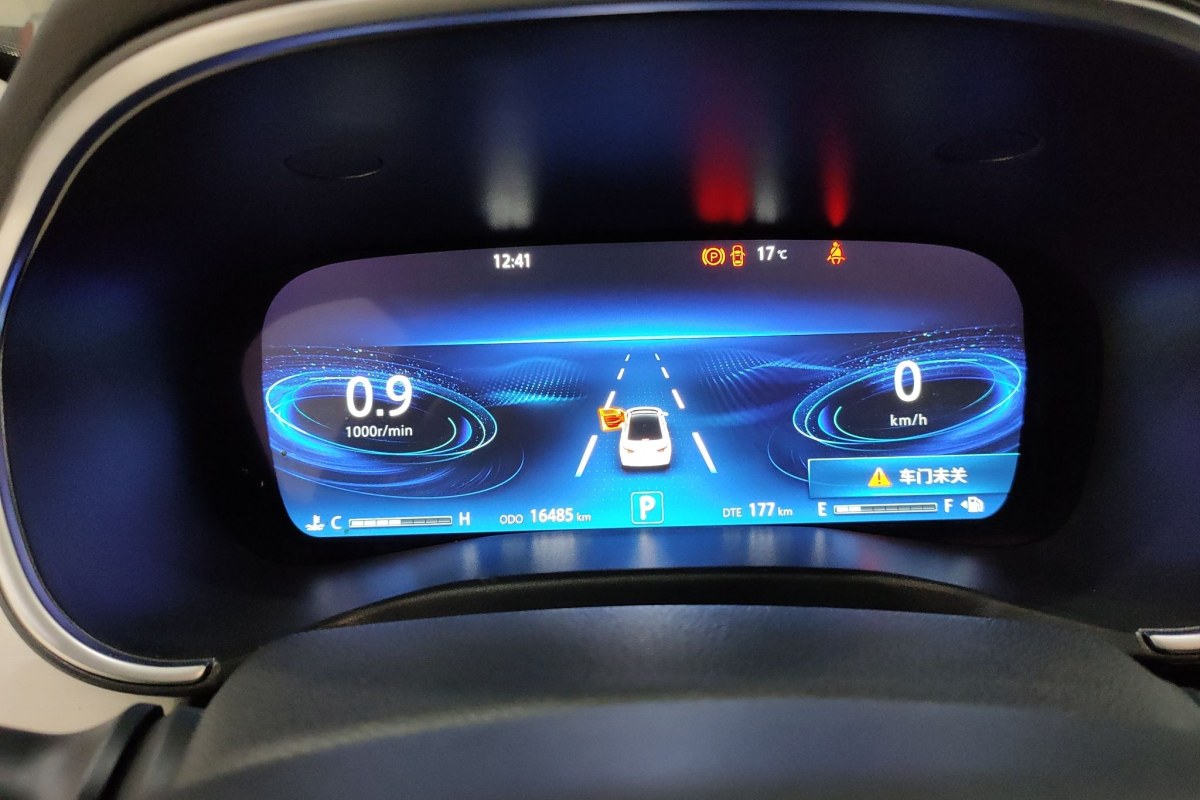 12:41
P
17℃
0.9
1000r/min
0
km/h
车门未关
C H
ODO 16485 km
P
DTE 177 km
E F